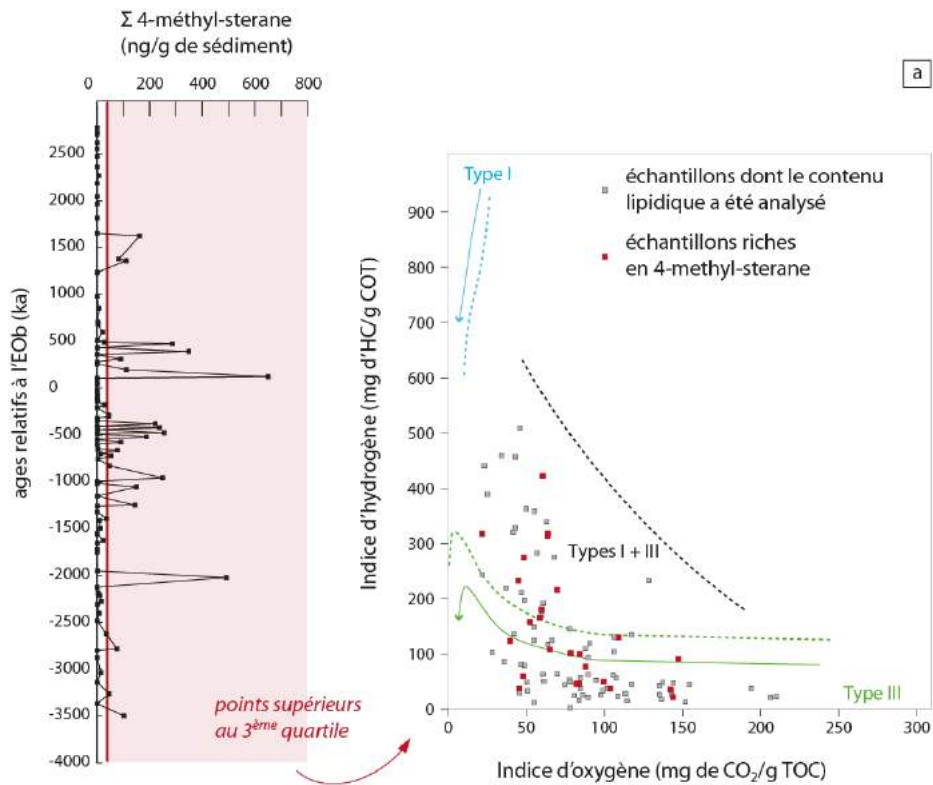 Σ 4-méthyl-sterane
(ng/g de sédiment)
0 200 400 600 800
ages relatifs à l'EOb (ka)
2500
2000
1500
1000
500
0
-500
-1000
-1500
-2000
-2500
-3000
-3500
-4000
points supérieurs
au 3ème quartile
a
Indice d'hydrogène (mg d'HC/g COT)
900
800
700
600
500
400
300
200
100
0
Type I
échantillons dont le contenu
lipidique a été analysé
échantillons riches
en 4-methyl-sterane
Types I + III
Type III
0 50 100 150 200 250 300
Indice d'oxygène (mg de CO2/g TOC)